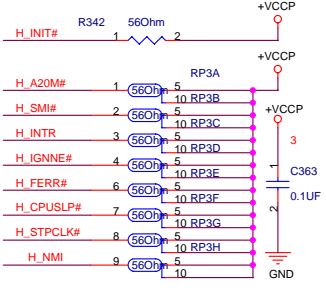 +VCCP
R342 56Ohm
H_INIT# 1 2
+VCCP
RP3A
H_A20M# 1 56Ohm 5
10 RP3B
H_SMI# 2 56Ohm 5
+VCCP
10 RP3C
H_INTR 3 56Ohm 5
3
10 RP3D
H_IGNNE# 4 56Ohm 5
1
10 RP3E
C363
H_FERR# 6 56Ohm 5
0.1UF
10 RP3F
H_CPUSLP# 7 56Ohm 5
2
10 RP3G
H_STPCLK# 8 56Ohm 5
10 RP3H
H_NMI 9 56Ohm 5
GND
10